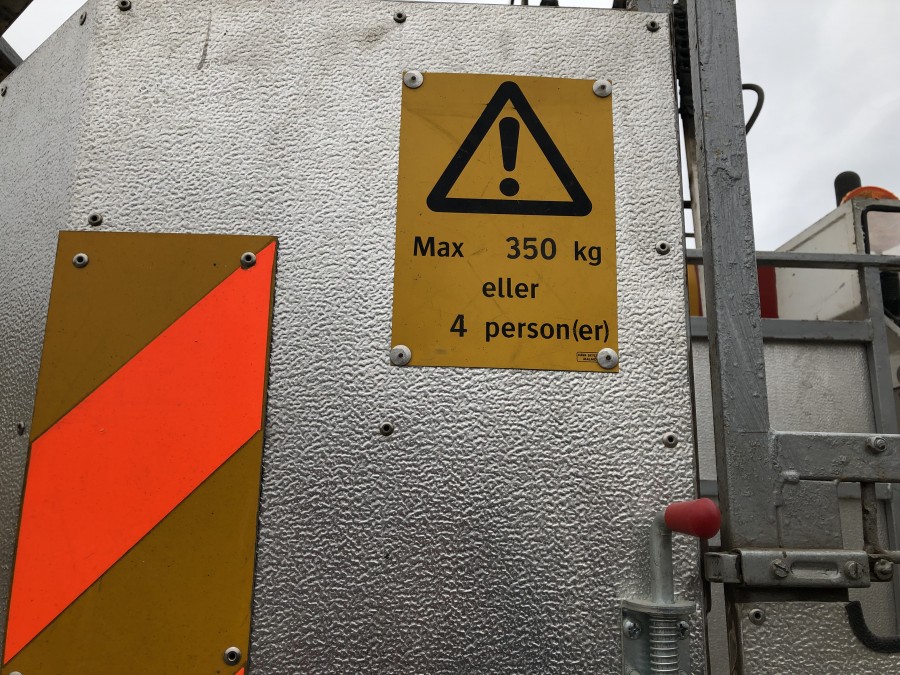 Max 350 kg
eller
4 person(er)